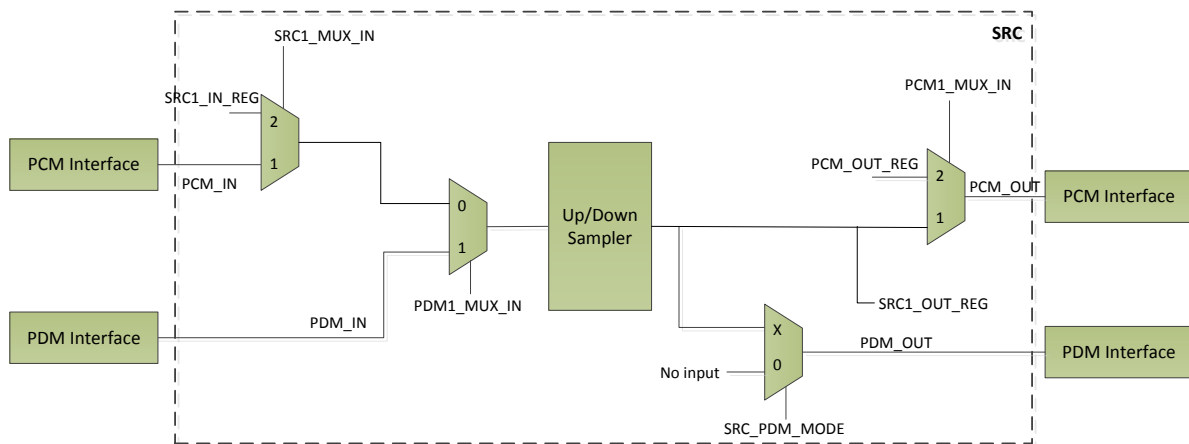 SRC1_MUX_IN
SRC
SRC1_IN_REG
2
1
PCM Interface
PCM_IN
PCM1_MUX_IN
PCM_OUT_REG
2
1
PCM_OUT
PCM Interface
0
1
PDM1_MUX_IN
Up/Down
Sampler
SRC1_OUT_REG
PDM Interface
PDM_IN
X
0
No input
SRC_PDM_MODE
PDM_OUT
PDM Interface